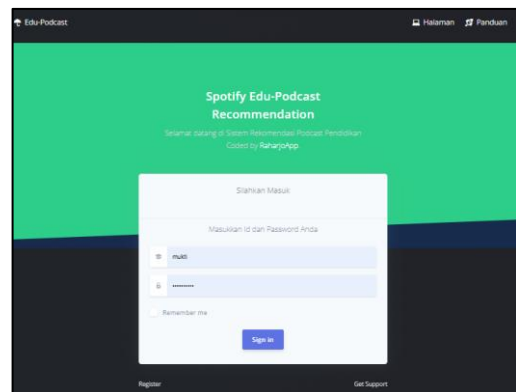 Edu-Podcast
Halaman
Panduan
Spotify Edu-Podcast
Recommendation
Selamat datang di Sistem Rekomendasi Podcast Pendidikan
Coded by RaharjoApp
Silahkan Masuk
Masukkan Id dan Password Anda
mukti
Remember me
Sign in
Register
Get Support